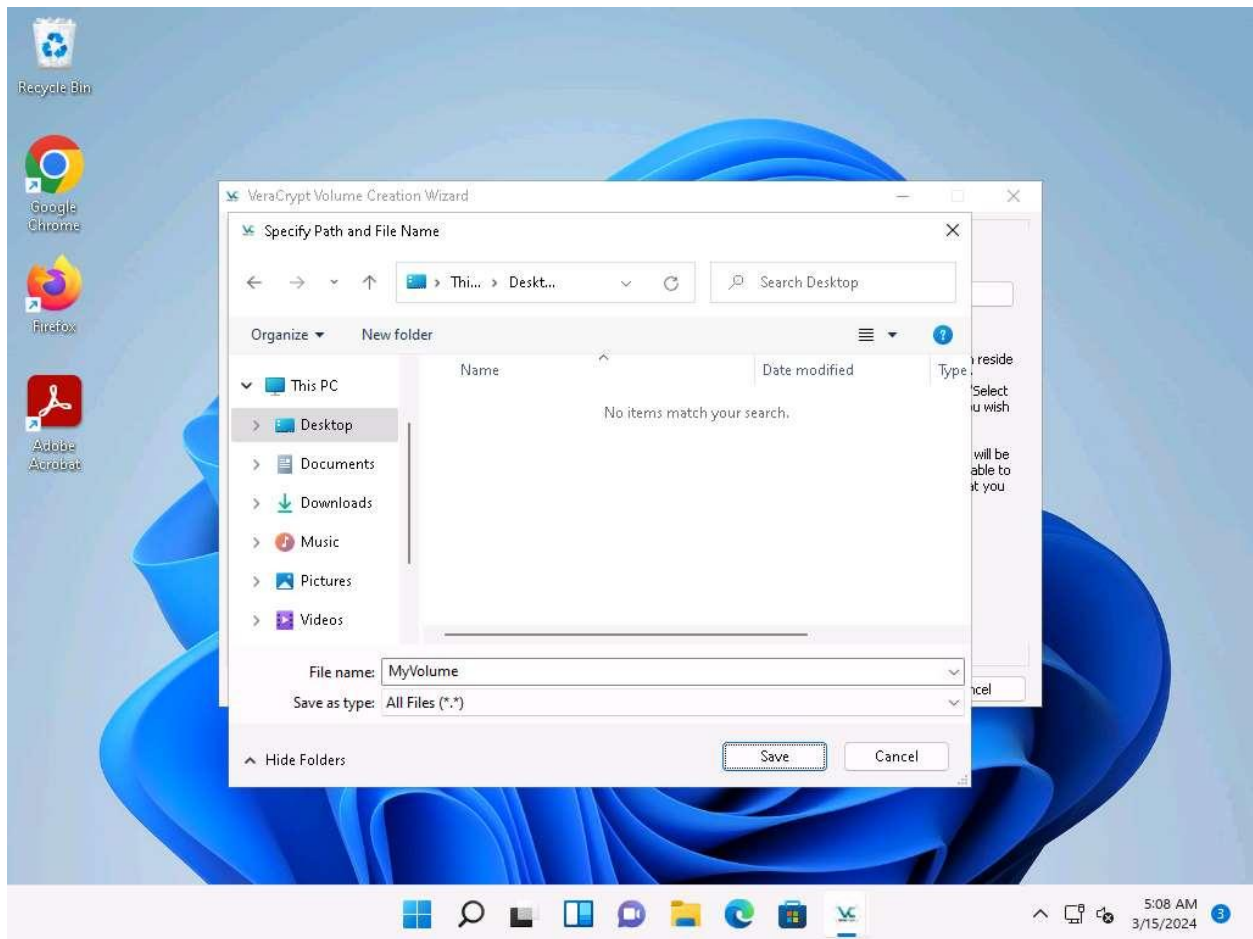 Recycle Bin
Google
Chrome
Firefox
Adobe
Acrobat
VeraCrypt Volume Creation Wizard
Specify Path and File Name
Thi... › Deskt...
Search Desktop
Organize
New folder
Name
Date modified
Type
This PC
No items match your search.
Desktop
Documents
Downloads
Music
Pictures
Videos
reside
Select
u wish
will be
able to
at you
File name: MyVolume
Save as type: All Files (*.*)
ncel
Hide Folders
Save
Cancel
5:08 AM
3/15/2024
3